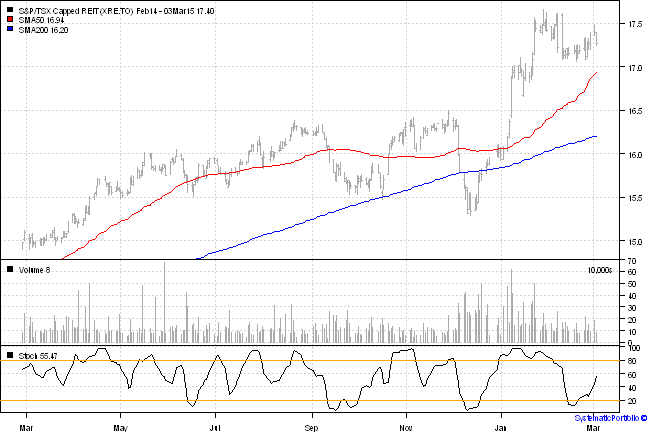 S&P/TSX Capped REIT(XRE.TO) Feb14 - 03Mar15 17.40
SMA50 16.94
SMA200 16.20
17.5
17.0
16.5
16.0
15.5
15.0
Volume 8
10,000s
70
60
50
40
30
20
10
0
Stoch 55.47
100
80
60
40
20
Mar May Jul Sep Nov Jan Mar
SystematicPortfolio ©